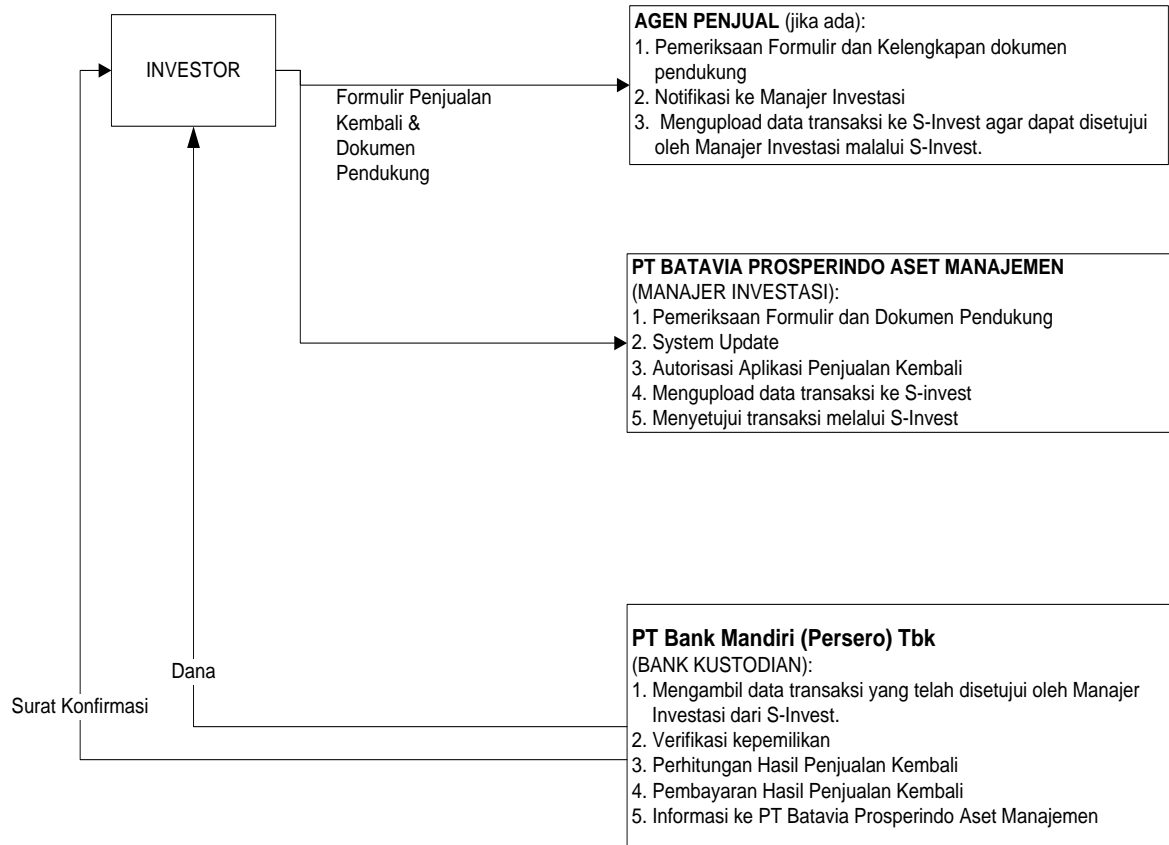 INVESTOR
Formulir Penjualan
Kembali &
Dokumen
Pendukung
AGEN PENJUAL (jika ada):
1. Pemeriksaan Formulir dan Kelengkapan dokumen
pendukung
2. Notifikasi ke Manajer Investasi
3. Mengupload data transaksi ke S-Invest agar dapat disetujui
oleh Manajer Investasi malalui S-Invest.
PT BATAVIA PROSPERINDO ASET MANAJEMEN
(MANAJER INVESTASI):
1. Pemeriksaan Formulir dan Dokumen Pendukung
2. System Update
3. Autorisasi Aplikasi Penjualan Kembali
4. Mengupload data transaksi ke S-invest
5. Menyetujui transaksi melalui S-Invest
Dana
Surat Konfirmasi
PT Bank Mandiri (Persero) Tbk
(BANK KUSTODIAN):
1. Mengambil data transaksi yang telah disetujui oleh Manajer
Investasi dari S-Invest.
2. Verifikasi kepemilikan
3. Perhitungan Hasil Penjualan Kembali
4. Pembayaran Hasil Penjualan Kembali
5. Informasi ke PT Batavia Prosperindo Aset Manajemen